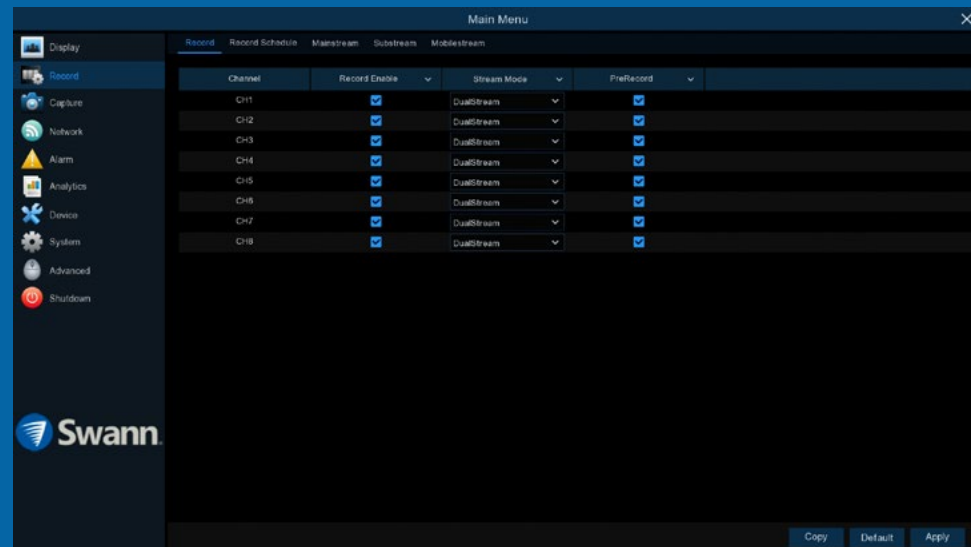 Main Menu
Display
Record
Capture
Network
Alarm
Analytics
Device
System
Advanced
Shutdown
Swann.
Record Record Schedule Mainstream Substream Mobilestream
Channel Record Enable Stream Mode PreRecord
CH1 DualStream
CH2 DualStream
CH3 DualStream
CH4 DualStream
CH5 DualStream
CH6 DualStream
CH7 DualStream
CH8 DualStream
Copy Default Apply